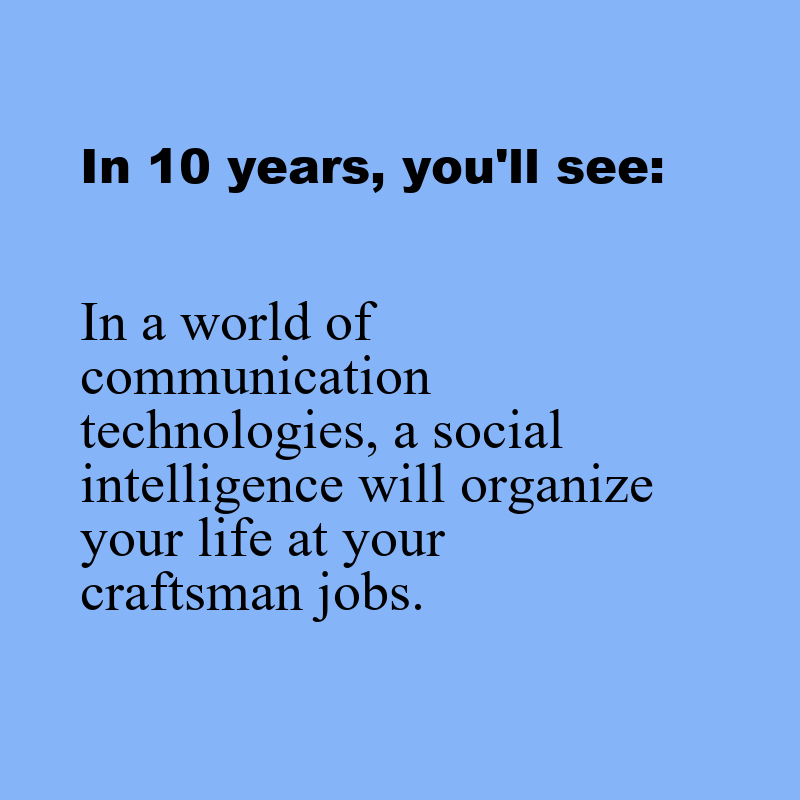 In 10 years, you'll see:
In a world of
communication
technologies, a social
intelligence will organize
your life at your
craftsman jobs.